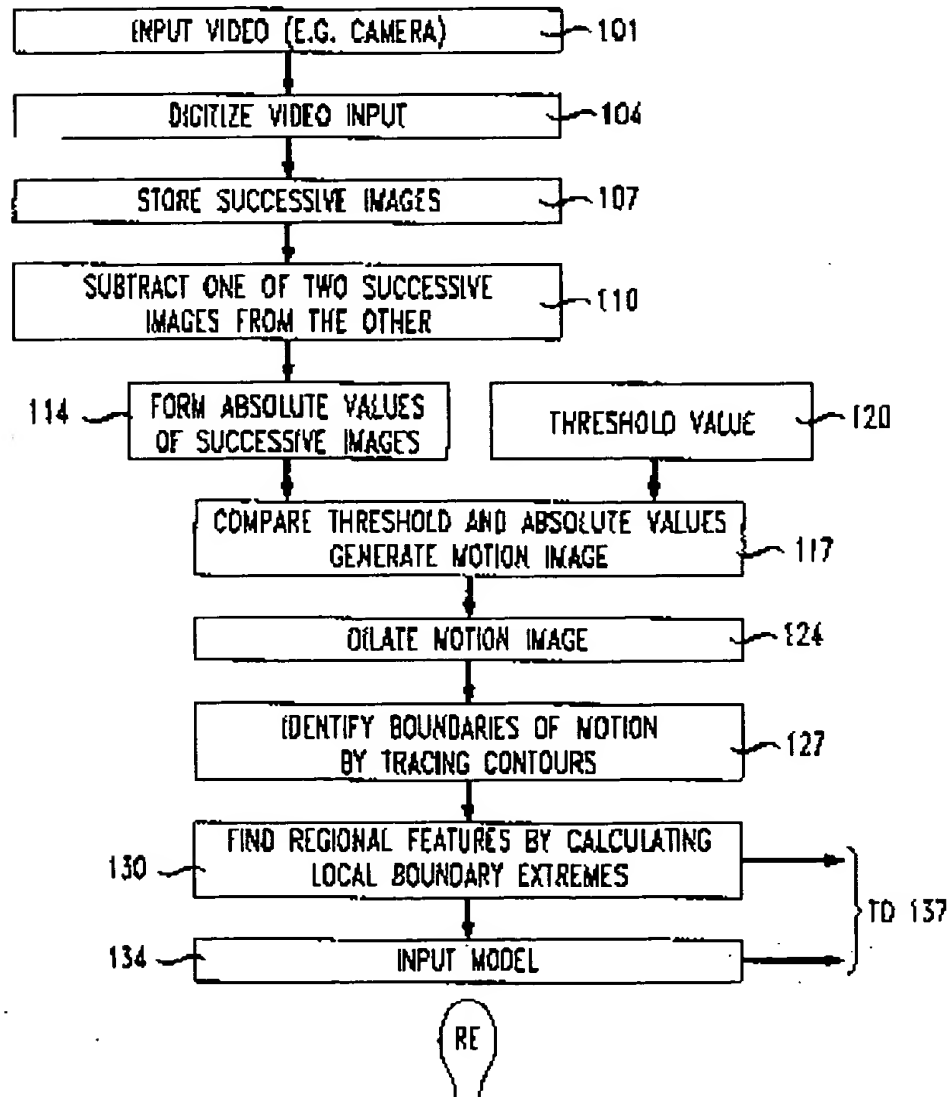 INPUT VIDEO (E.G. CAMERA)
101
DIGITIZE VIDEO INPUT
104
STORE SUCCESSIVE IMAGES
107
SUBTRACT ONE OF TWO SUCCESSIVE
IMAGES FROM THE OTHER
110
114
FORM ABSOLUTE VALUES
OF SUCCESSIVE IMAGES
THRESHOLD VALUE
120
COMPARE THRESHOLD AND ABSOLUTE VALUES
GENERATE MOTION IMAGE
117
DILATE MOTION IMAGE
124
IDENTIFY BOUNDARIES OF MOTION
BY TRACING CONTOURS
127
130
FIND REGIONAL FEATURES BY CALCULATING
LOCAL BOUNDARY EXTREMES
TO 137
134
INPUT MODEL
RE